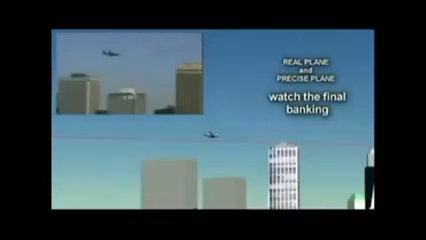 REAL PLANE
and
PRECISE PLANE
watch the final
banking